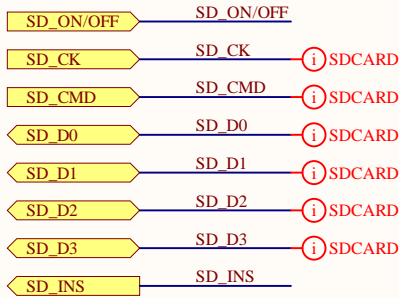 SD_ON/OFF SD_ON/OFF
SD_CK SD_CK i SDCARD
SD_CMD SD_CMD i SDCARD
SD_D0 SD_D0 i SDCARD
SD_D1 SD_D1 i SDCARD
SD_D2 SD_D2 i SDCARD
SD_D3 SD_D3 i SDCARD
SD_INS SD_INS